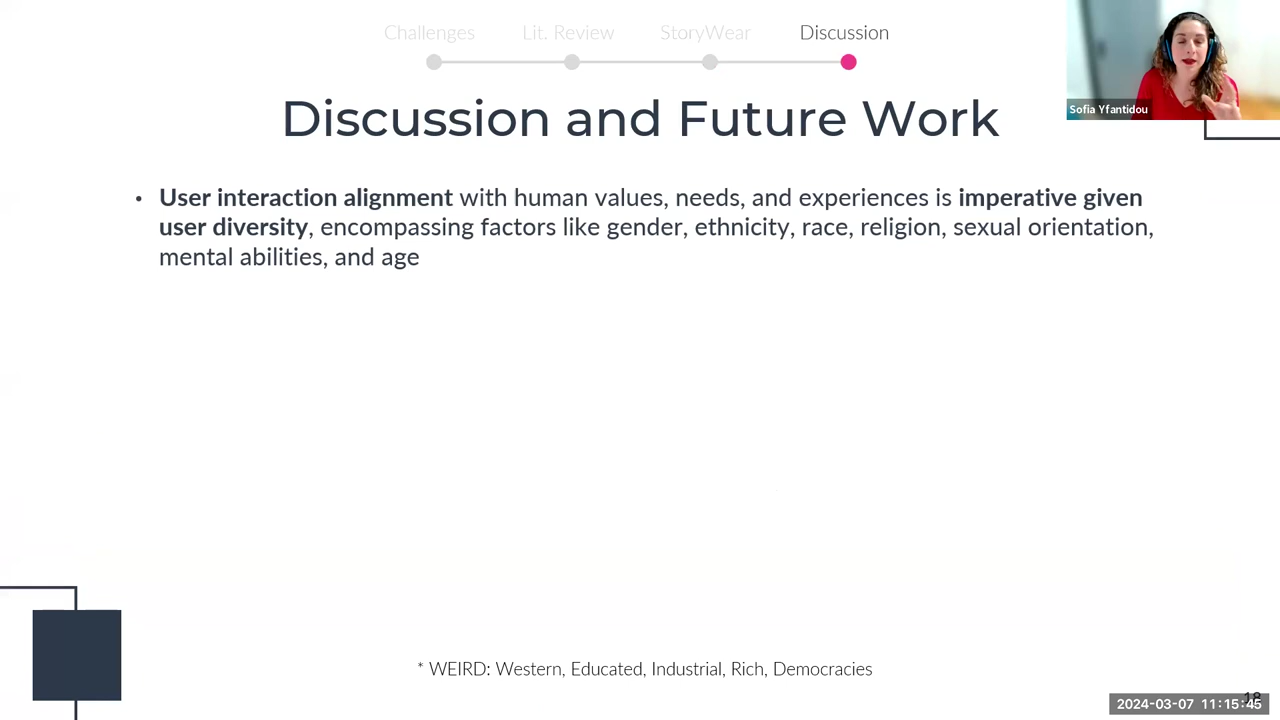 Challenges
Lit. Review
StoryWear
Discussion
Discussion and Future Work
Sofia Yfantidou
• User interaction alignment with human values, needs, and experiences is imperative given
user diversity, encompassing factors like gender, ethnicity, race, religion, sexual orientation,
mental abilities, and age
* WEIRD: Western, Educated, Industrial, Rich, Democracies
18
2024-03-07 11:15:45